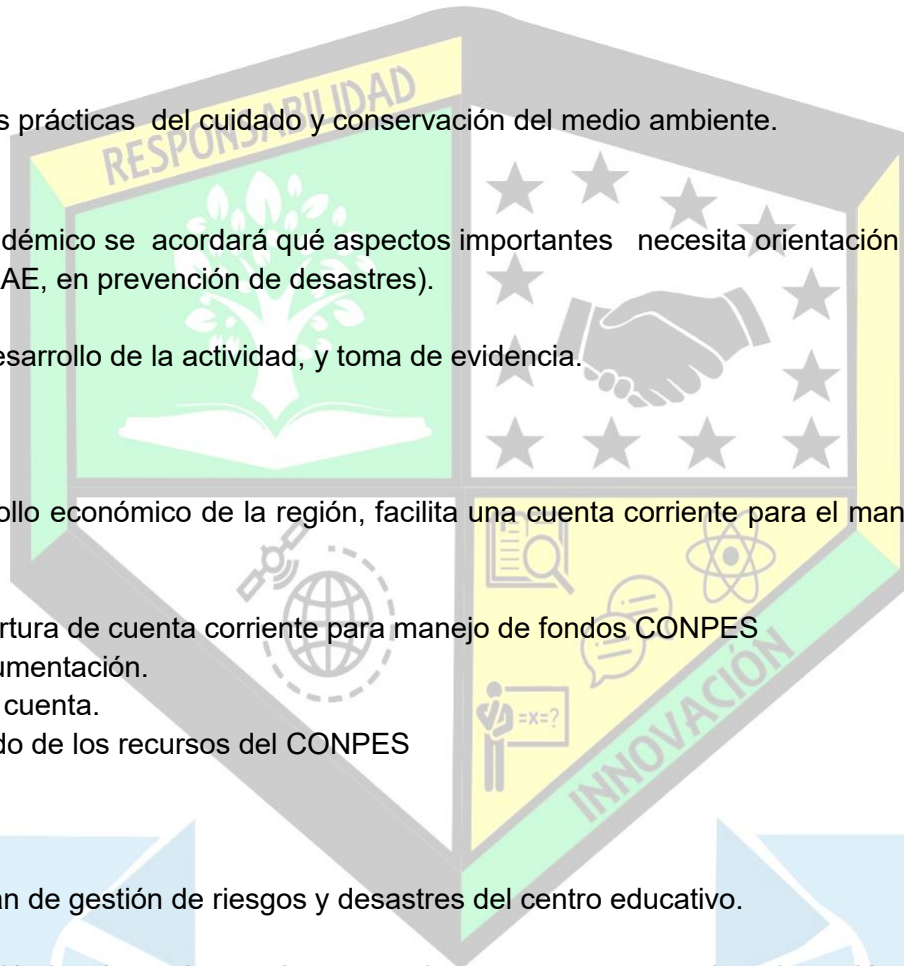 s prácticas del cuidado y conservación del medio ambiente.
RESPONSABILIDAD
démico se acordará qué aspectos importantes necesita orientación
AE, en prevención de desastres).
esarrollo de la actividad, y toma de evidencia.
ollo económico de la región, facilita una cuenta corriente para el man
rtura de cuenta corriente para manejo de fondos CONPES
umentación.
cuenta.
do de los recursos del CONPES
=x=?
INNOVACIÓN
an de gestión de riesgos y desastres del centro educativo.